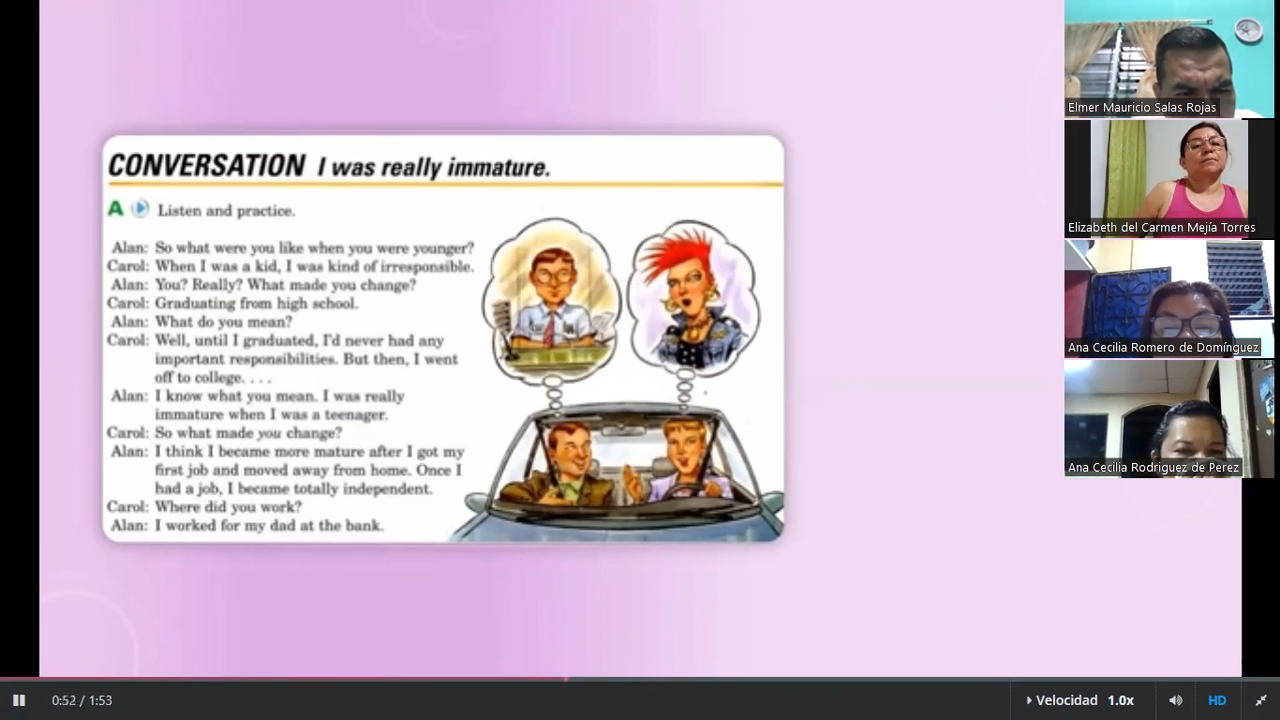 CONVERSATION I was really immature.
A Listen and practice.
Alan: So what were you like when you were younger?
Carol: When I was a kid, I was kind of irresponsible.
Alan: You? Really? What made you change?
Carol: Graduating from high school.
Alan: What do you mean?
Carol: Well, until I graduated, I'd never had any
important responsibilities. But then, I went
off to college. . . .
Alan: I know what you mean. I was really
immature when I was a teenager.
Carol: So what made you change?
Alan: I think I became more mature after I got my
first job and moved away from home. Once I
had a job, I became totally independent.
Carol: Where did you work?
Alan: I worked for my dad at the bank.
Elmer Mauricio Salas Rojas
Elizabeth del Carmen Mejía Torres
Ana Cecilia Romero de Domínguez
Ana Cecilia Rodriguez de Perez
0:52 / 1:53
Velocidad 1.0x
HD